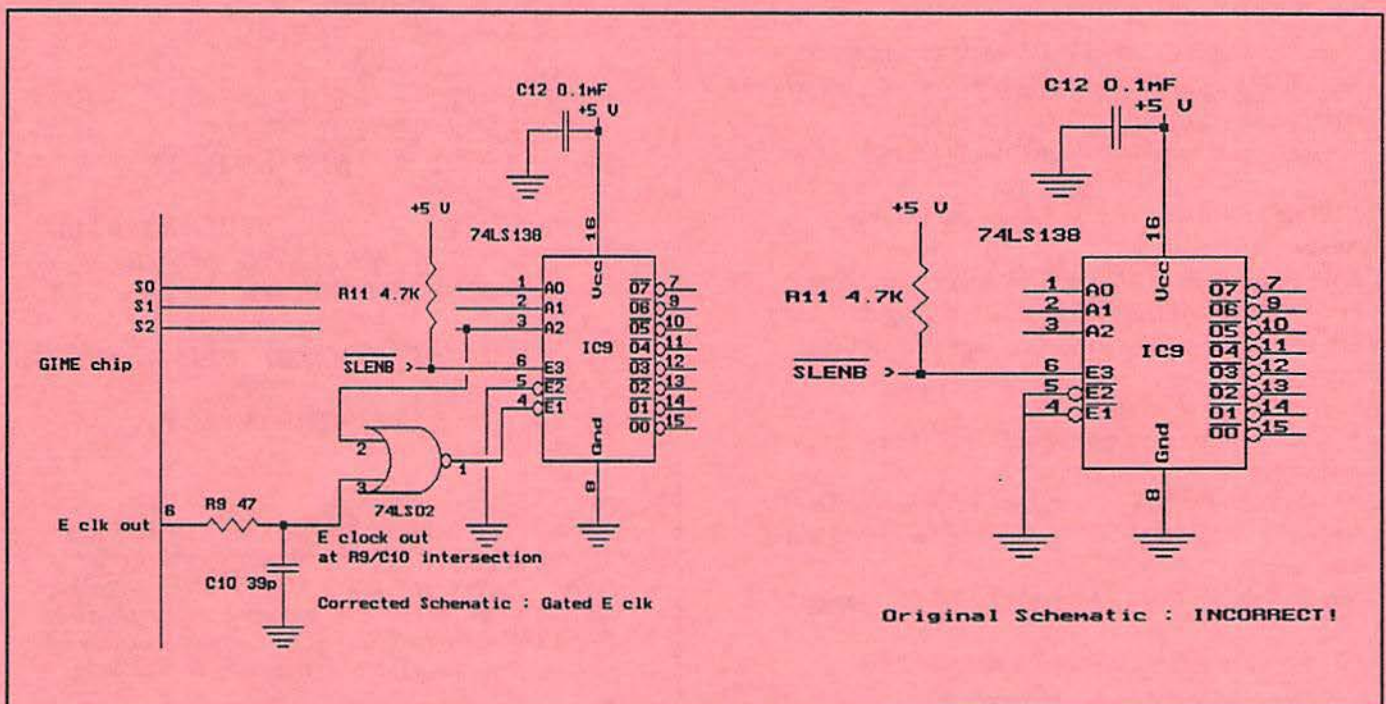 C12 0.1mF
+5 V
+5 V
74LS138
16
Vcc
S0
S1
S2
GIME chip
R11 4.7K
1 A0
2 A1
3 A2
SLENB >
6 E3
5 E2
4 E1
IC9
O7 7
O6 9
O5 10
O4 11
O3 12
O2 13
O1 14
O0 15
Gnd
8
2
3
1
74LS02
6
R9 47
E clk out
E clock out
at R9/C10 intersection
C10 39p
Corrected Schematic : Gated E clk
C12 0.1mF
+5 V
+5 V
74LS138
16
Vcc
R11 4.7K
1 A0
2 A1
3 A2
SLENB >
6 E3
5 E2
4 E1
IC9
O7 7
O6 9
O5 10
O4 11
O3 12
O2 13
O1 14
O0 15
Gnd
8
Original Schematic : INCORRECT!